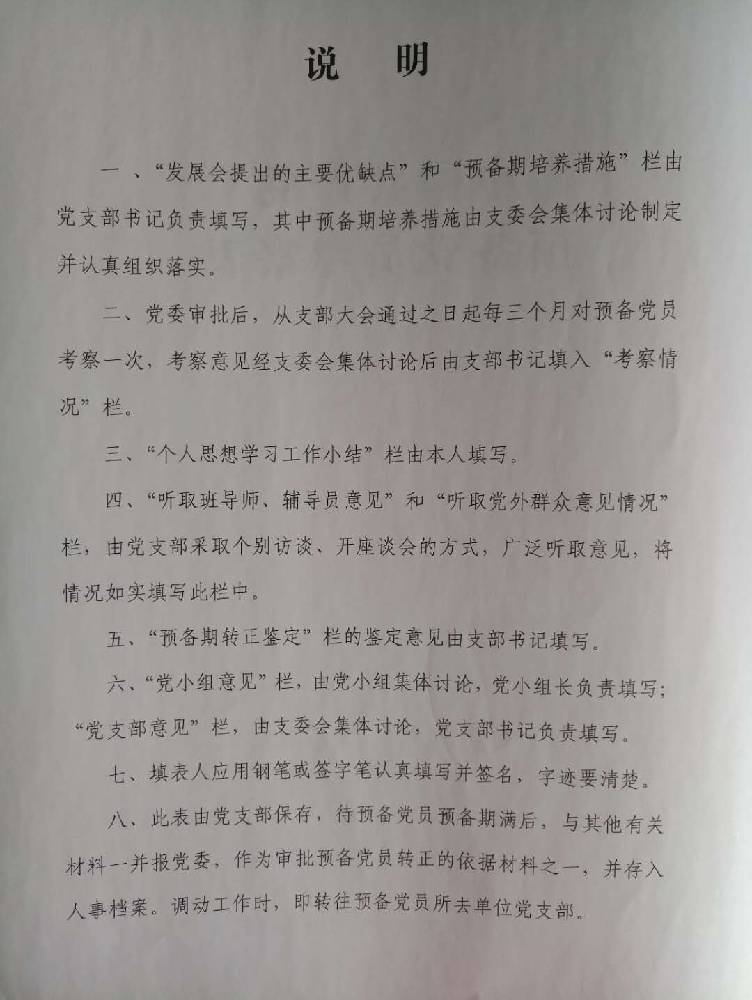 说 明
一、“发展会提出的主要优缺点”和“预备期培养措施”栏由
党支部书记负责填写，其中预备期培养措施由支委会集体讨论制定
并认真组织落实。
二、党委审批后，从支部大会通过之日起每三个月对预备党员
考察一次，考察意见经支委会集体讨论后由支部书记填入“考察情
况”栏。
三、“个人思想学习工作小结”栏由本人填写。
四、“听取班导师、辅导员意见”和“听取党外群众意见情况”
栏，由党支部采取个别访谈、开座谈会的方式，广泛听取意见，将
情况如实填写此栏中。
五、“预备期转正鉴定”栏的鉴定意见由支部书记填写。
六、“党小组意见”栏，由党小组集体讨论，党小组长负责填写；
“党支部意见”栏，由支委会集体讨论，党支部书记负责填写。
七、填表人应用钢笔或签字笔认真填写并签名，字迹要清楚。
八、此表由党支部保存，待预备党员预备期满后，与其他有关
材料一并报党委，作为审批预备党员转正的依据材料之一，并存入
人事档案。调动工作时，即转往预备党员所去单位党支部。